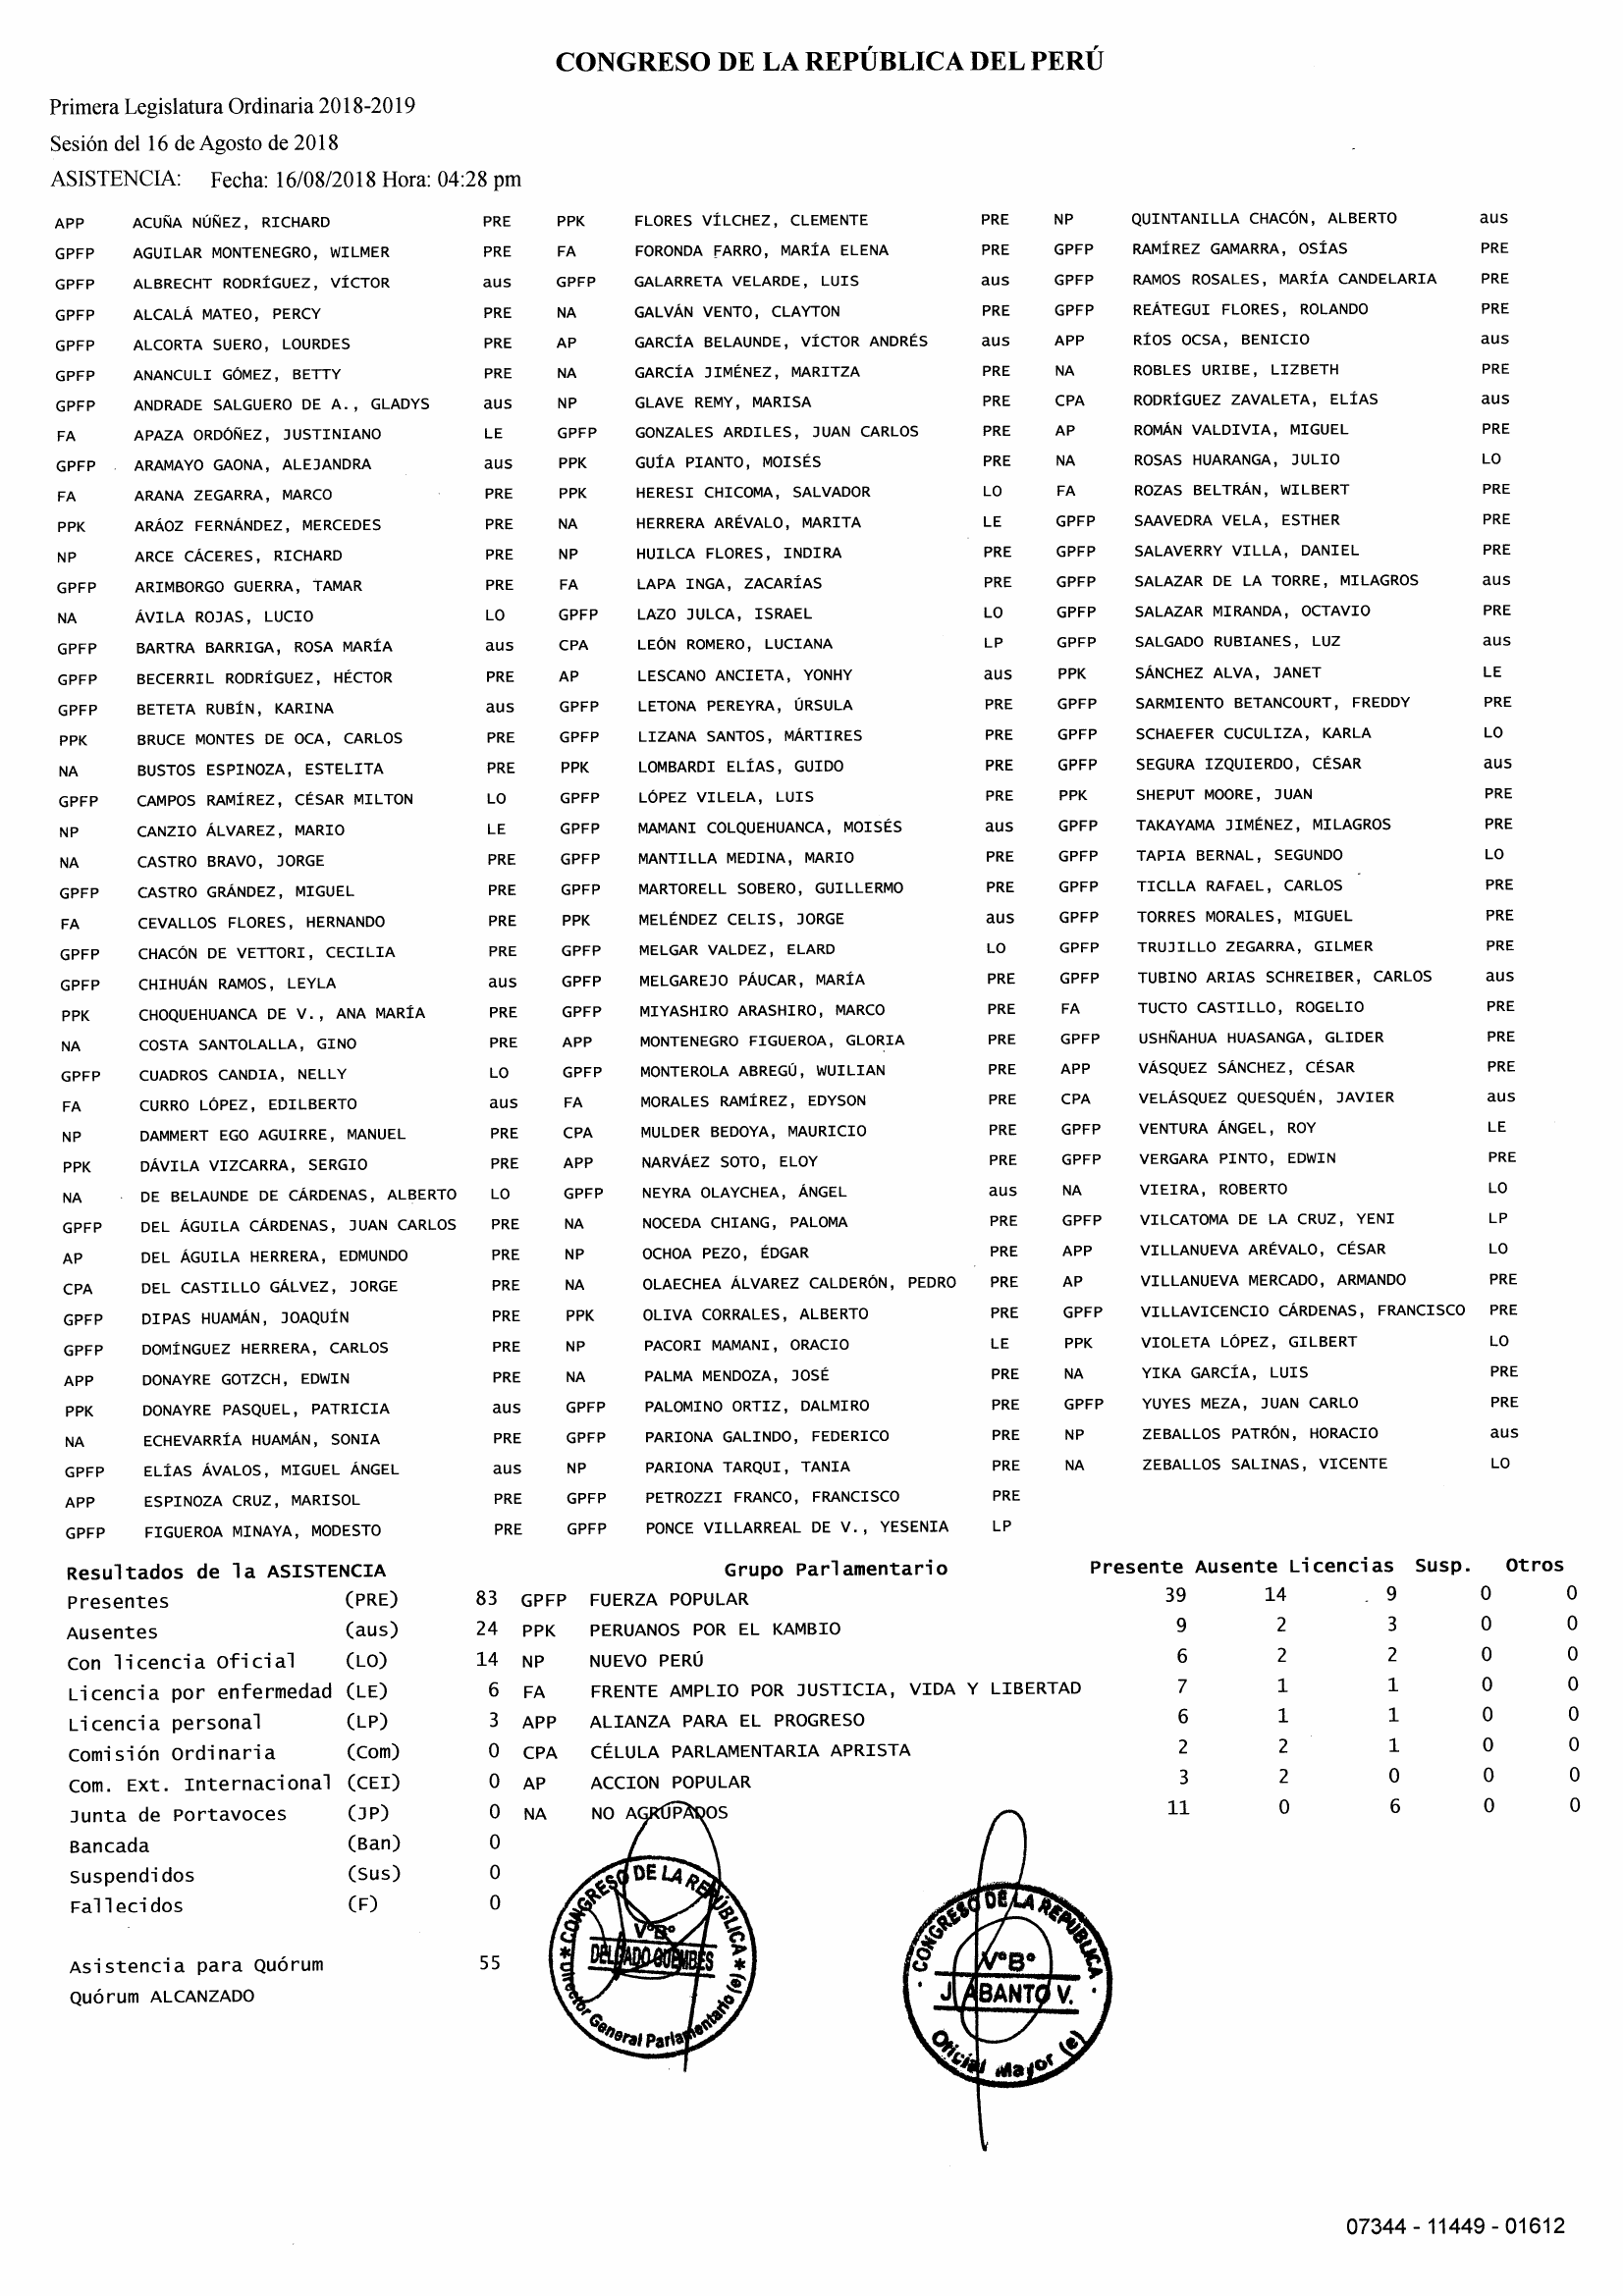 CONGRESO DE LA REPÚBLICA DEL PERÚ
Primera Legislatura Ordinaria 2018-2019
Sesión del 16 de Agosto de 2018
ASISTENCIA: Fecha: 16/08/2018 Hora: 04:28 pm
APP ACUÑA NÚÑEZ, RICHARD PRE PPK FLORES VÍLCHEZ, CLEMENTE PRE NP QUINTANILLA CHACÓN, ALBERTO aus
GPFP AGUILAR MONTENEGRO, WILMER PRE FA FORONDA FARRO, MARÍA ELENA PRE GPFP RAMÍREZ GAMARRA, OSÍAS PRE
GPFP ALBRECHT RODRÍGUEZ, VÍCTOR aus GPFP GALARRETA VELARDE, LUIS aus GPFP RAMOS ROSALES, MARÍA CANDELARIA PRE
GPFP ALCALÁ MATEO, PERCY PRE NA GALVÁN VENTO, CLAYTON PRE GPFP REÁTEGUI FLORES, ROLANDO PRE
GPFP ALCORTA SUERO, LOURDES PRE AP GARCÍA BELAUNDE, VÍCTOR ANDRÉS aus APP RÍOS OCSA, BENICIO aus
GPFP ANANCULI GÓMEZ, BETTY PRE NA GARCÍA JIMÉNEZ, MARITZA PRE NA ROBLES URIBE, LIZBETH PRE
GPFP ANDRADE SALGUERO DE A., GLADYS aus NP GLAVE REMY, MARISA PRE CPA RODRÍGUEZ ZAVALETA, ELÍAS aus
FA APAZA ORDÓÑEZ, JUSTINIANO LE GPFP GONZALES ARDILES, JUAN CARLOS PRE AP ROMÁN VALDIVIA, MIGUEL PRE
GPFP ARAMAYO GAONA, ALEJANDRA aus PPK GUÍA PIANTO, MOISÉS PRE NA ROSAS HUARANGA, JULIO LO
FA ARANA ZEGARRA, MARCO PRE PPK HERESI CHICOMA, SALVADOR LO FA ROZAS BELTRÁN, WILBERT PRE
PPK ARÁOZ FERNÁNDEZ, MERCEDES PRE NA HERRERA ARÉVALO, MARITA LE GPFP SAAVEDRA VELA, ESTHER PRE
NP ARCE CÁCERES, RICHARD PRE NP HUILCA FLORES, INDIRA PRE GPFP SALAVERRY VILLA, DANIEL PRE
GPFP ARIMBORGO GUERRA, TAMAR PRE FA LAPA INGA, ZACARÍAS PRE GPFP SALAZAR DE LA TORRE, MILAGROS aus
NA ÁVILA ROJAS, LUCIO LO GPFP LAZO JULCA, ISRAEL LO GPFP SALAZAR MIRANDA, OCTAVIO PRE
GPFP BARTRA BARRIGA, ROSA MARÍA aus CPA LEÓN ROMERO, LUCIANA LP GPFP SALGADO RUBIANES, LUZ aus
GPFP BECERRIL RODRÍGUEZ, HÉCTOR PRE AP LESCANO ANCIETA, YONHY aus PPK SÁNCHEZ ALVA, JANET LE
GPFP BETETA RUBÍN, KARINA aus GPFP LETONA PEREYRA, ÚRSULA PRE GPFP SARMIENTO BETANCOURT, FREDDY PRE
PPK BRUCE MONTES DE OCA, CARLOS PRE GPFP LIZANA SANTOS, MÁRTIRES PRE GPFP SCHAEFER CUCULIZA, KARLA LO
NA BUSTOS ESPINOZA, ESTELITA PRE PPK LOMBARDI ELÍAS, GUIDO PRE GPFP SEGURA IZQUIERDO, CÉSAR aus
GPFP CAMPOS RAMÍREZ, CÉSAR MILTON LO GPFP LÓPEZ VILELA, LUIS PRE PPK SHEPUT MOORE, JUAN PRE
NP CANZIO ÁLVAREZ, MARIO LE GPFP MAMANI COLQUEHUANCA, MOISÉS aus GPFP TAKAYAMA JIMÉNEZ, MILAGROS PRE
NA CASTRO BRAVO, JORGE PRE GPFP MANTILLA MEDINA, MARIO PRE GPFP TAPIA BERNAL, SEGUNDO LO
GPFP CASTRO GRÁNDEZ, MIGUEL PRE GPFP MARTORELL SOBERO, GUILLERMO PRE GPFP TICLLA RAFAEL, CARLOS PRE
FA CEVALLOS FLORES, HERNANDO PRE PPK MELÉNDEZ CELIS, JORGE aus GPFP TORRES MORALES, MIGUEL PRE
GPFP CHACÓN DE VETTORI, CECILIA PRE GPFP MELGAR VALDEZ, ELARD LO GPFP TRUJILLO ZEGARRA, GILMER PRE
GPFP CHIHUÁN RAMOS, LEYLA aus GPFP MELGAREJO PÁUCAR, MARÍA PRE GPFP TUBINO ARIAS SCHREIBER, CARLOS aus
PPK CHOQUEHUANCA DE V., ANA MARÍA PRE GPFP MIYASHIRO ARASHIRO, MARCO PRE FA TUCTO CASTILLO, ROGELIO PRE
NA COSTA SANTOLALLA, GINO PRE APP MONTENEGRO FIGUEROA, GLORIA PRE GPFP USHÑAHUA HUASANGA, GLIDER PRE
GPFP CUADROS CANDIA, NELLY LO GPFP MONTEROLA ABREGÚ, WUILIAN PRE APP VÁSQUEZ SÁNCHEZ, CÉSAR PRE
FA CURRO LÓPEZ, EDILBERTO aus FA MORALES RAMÍREZ, EDYSON PRE CPA VELÁSQUEZ QUESQUÉN, JAVIER aus
NP DAMMERT EGO AGUIRRE, MANUEL PRE CPA MULDER BEDOYA, MAURICIO PRE GPFP VENTURA ÁNGEL, ROY LE
PPK DÁVILA VIZCARRA, SERGIO PRE APP NARVÁEZ SOTO, ELOY PRE GPFP VERGARA PINTO, EDWIN PRE
NA DE BELAUNDE DE CÁRDENAS, ALBERTO LO GPFP NEYRA OLAYCHEA, ÁNGEL aus NA VIEIRA, ROBERTO LO
GPFP DEL ÁGUILA CÁRDENAS, JUAN CARLOS PRE NA NOCEDA CHIANG, PALOMA PRE GPFP VILCATOMA DE LA CRUZ, YENI LP
AP DEL ÁGUILA HERRERA, EDMUNDO PRE NP OCHOA PEZO, ÉDGAR PRE APP VILLANUEVA ARÉVALO, CÉSAR LO
CPA DEL CASTILLO GÁLVEZ, JORGE PRE NA OLAECHEA ÁLVAREZ CALDERÓN, PEDRO PRE AP VILLANUEVA MERCADO, ARMANDO PRE
GPFP DIPAS HUAMÁN, JOAQUÍN PRE PPK OLIVA CORRALES, ALBERTO PRE GPFP VILLAVICENCIO CÁRDENAS, FRANCISCO PRE
GPFP DOMÍNGUEZ HERRERA, CARLOS PRE NP PACORI MAMANI, ORACIO LE PPK VIOLETA LÓPEZ, GILBERT LO
APP DONAYRE GOTZCH, EDWIN PRE NA PALMA MENDOZA, JOSÉ PRE NA YIKA GARCÍA, LUIS PRE
PPK DONAYRE PASQUEL, PATRICIA aus GPFP PALOMINO ORTIZ, DALMIRO PRE GPFP YUYES MEZA, JUAN CARLO PRE
NA ECHEVARRÍA HUAMÁN, SONIA PRE GPFP PARIONA GALINDO, FEDERICO PRE NP ZEBALLOS PATRÓN, HORACIO aus
GPFP ELÍAS ÁVALOS, MIGUEL ÁNGEL aus NP PARIONA TARQUI, TANIA PRE NA ZEBALLOS SALINAS, VICENTE LO
APP ESPINOZA CRUZ, MARISOL PRE GPFP PETROZZI FRANCO, FRANCISCO PRE
GPFP FIGUEROA MINAYA, MODESTO PRE GPFP PONCE VILLARREAL DE V., YESENIA LP
Resultados de la ASISTENCIA Grupo Parlamentario Presente Ausente Licencias Susp. Otros
Presentes (PRE) 83 GPFP FUERZA POPULAR 39 14 9 0 0
Ausentes (aus) 24 PPK PERUANOS POR EL KAMBIO 9 2 3 0 0
Con licencia Oficial (LO) 14 NP NUEVO PERÚ 6 2 2 0 0
Licencia por enfermedad (LE) 6 FA FRENTE AMPLIO POR JUSTICIA, VIDA Y LIBERTAD 7 1 1 0 0
Licencia personal (LP) 3 APP ALIANZA PARA EL PROGRESO 6 1 1 0 0
Comisión Ordinaria (Com) 0 CPA CÉLULA PARLAMENTARIA APRISTA 2 2 1 0 0
Com. Ext. Internacional (CEI) 0 AP ACCION POPULAR 3 2 0 0 0
Junta de Portavoces (JP) 0 NA NO AGRUPADOS 11 0 6 0 0
Bancada (Ban) 0
Suspendidos (Sus) 0
Fallecidos (F) 0
Asistencia para Quórum 55
Quórum ALCANZADO
* CONGRESO DE LA REPÚBLICA *
V°B°
DELGADO GUEMBES
Director General Parlamentario (e)
· CONGRESO DE LA REPUBLICA ·
V°B°
J. ABANTO V.
Oficial Mayor (e)
07344 - 11449 - 01612